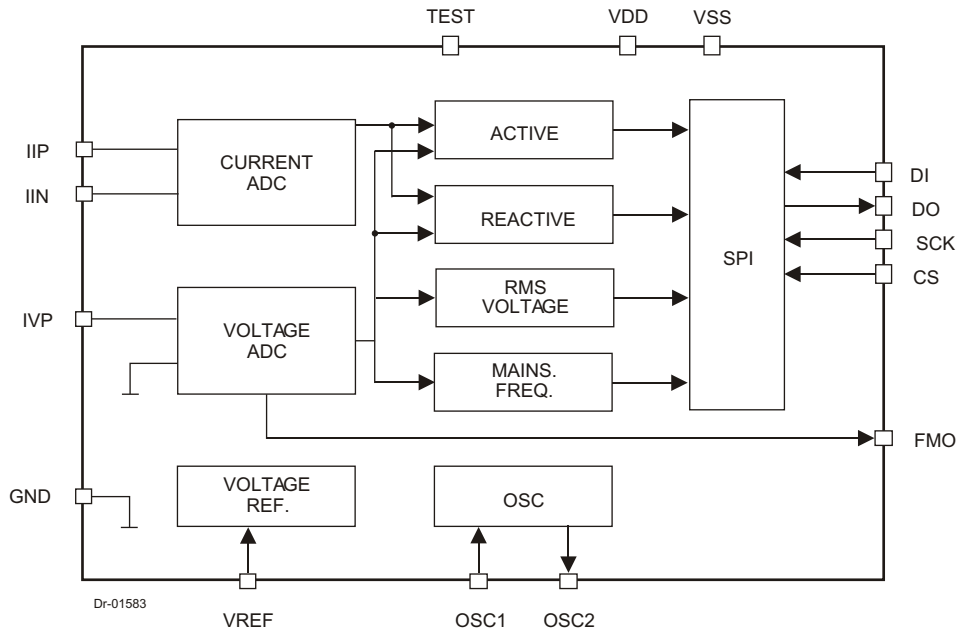 TEST
VDD
VSS
IIP
IIN
CURRENT
ADC
ACTIVE
REACTIVE
SPI
DI
DO
SCK
CS
IVP
VOLTAGE
ADC
RMS
VOLTAGE
MAINS.
FREQ.
FMO
GND
VOLTAGE
REF.
OSC
Dr-01583
VREF
OSC1
OSC2